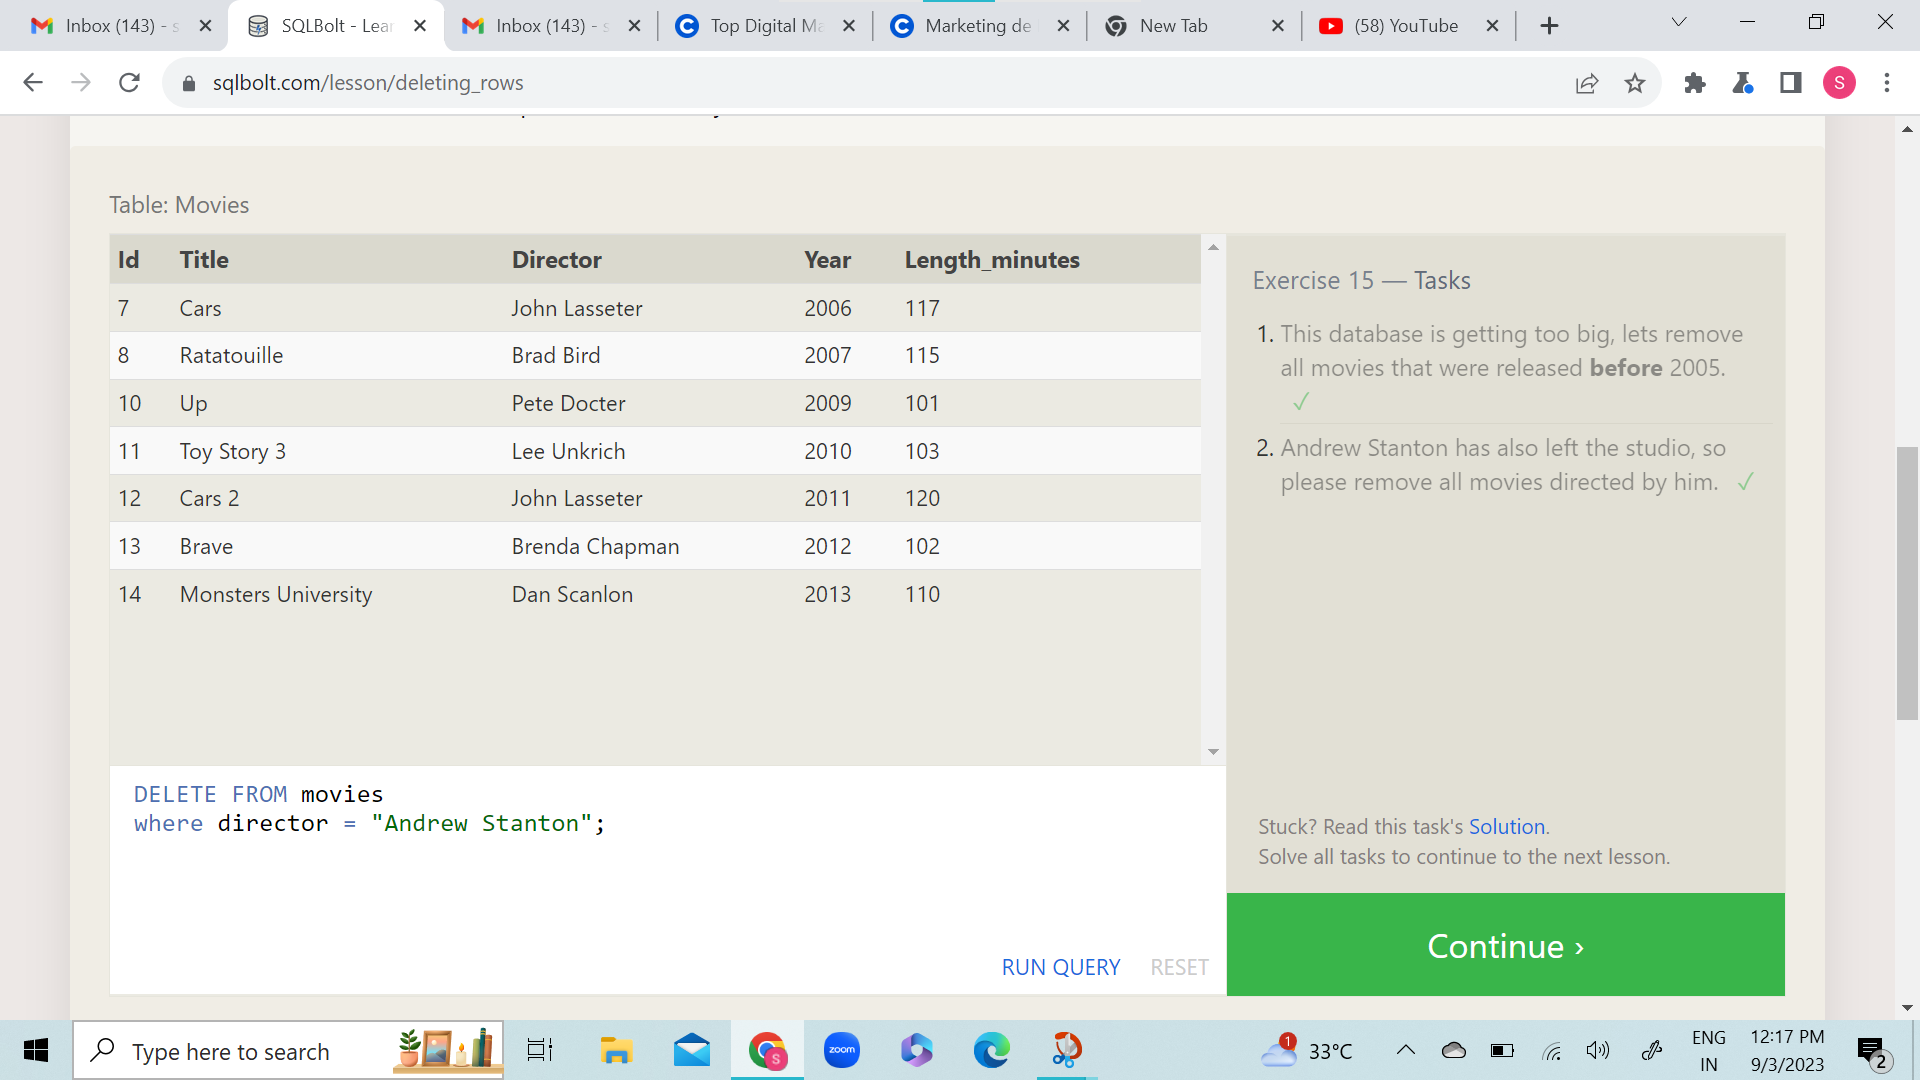 Inbox (143) - s
SQLBolt - Lear
Inbox (143) - s
Top Digital Ma
Marketing de
New Tab
(58) YouTube
sqlbolt.com/lesson/deleting_rows
S
Table: Movies
Id Title Director Year Length_minutes
7 Cars John Lasseter 2006 117
8 Ratatouille Brad Bird 2007 115
10 Up Pete Docter 2009 101
11 Toy Story 3 Lee Unkrich 2010 103
12 Cars 2 John Lasseter 2011 120
13 Brave Brenda Chapman 2012 102
14 Monsters University Dan Scanlon 2013 110
DELETE FROM movies
where director = "Andrew Stanton";
RUN QUERY RESET
Exercise 15 — Tasks
1. This database is getting too big, lets remove
all movies that were released before 2005.
✓
2. Andrew Stanton has also left the studio, so
please remove all movies directed by him. ✓
Stuck? Read this task's Solution.
Solve all tasks to continue to the next lesson.
Continue ›
Type here to search
S
zoom
1
33°C
ENG
IN
12:17 PM
9/3/2023
2